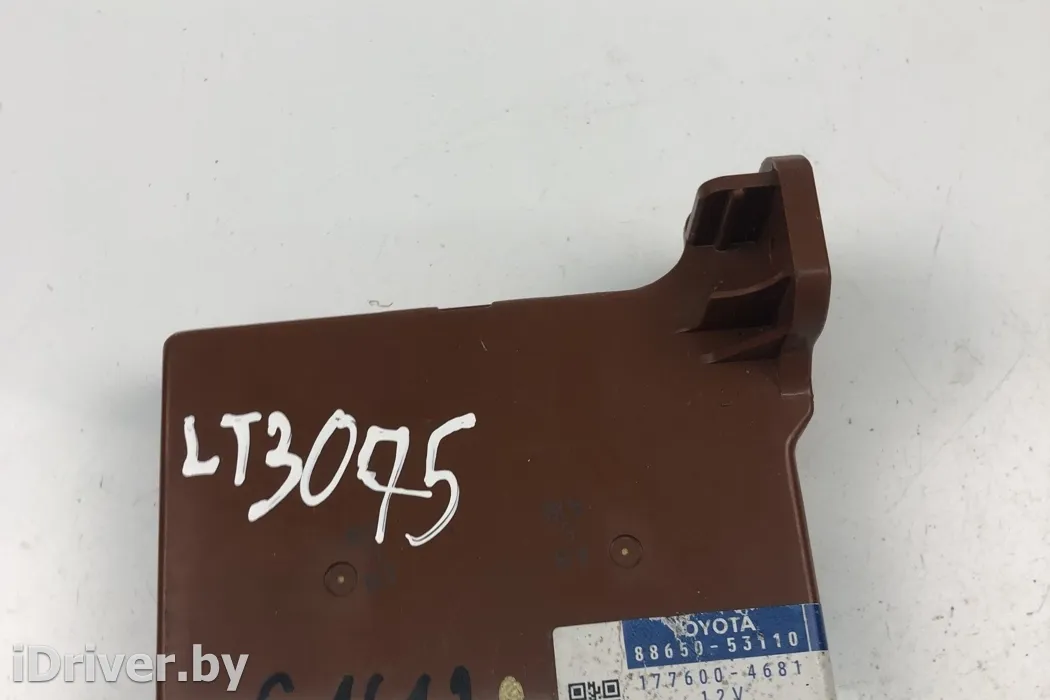 LT3075
TOYOTA
88650-53110
177600-4681
12V
iDriver.by